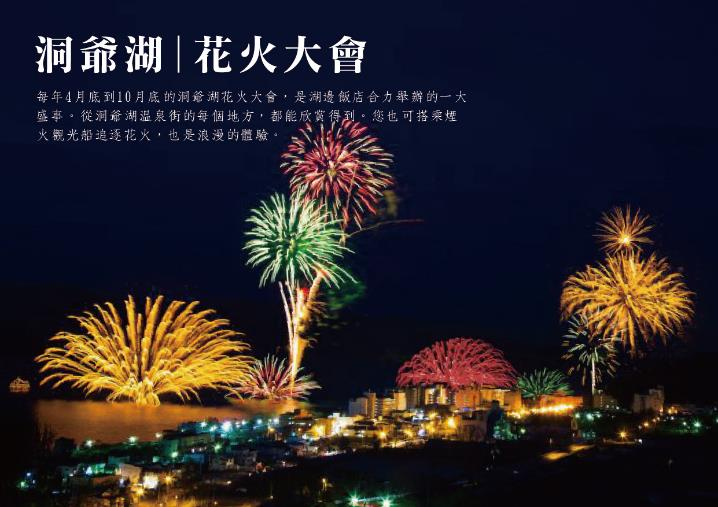 洞爺湖|花火大會
每年4月底到10月底的洞爺湖花火大會，是湖邊飯店合力舉辦的一大
盛事。從洞爺湖溫泉街的每個地方，都能欣賞得到。您也可搭乘煙
火觀光船追逐花火，也是浪漫的體驗。